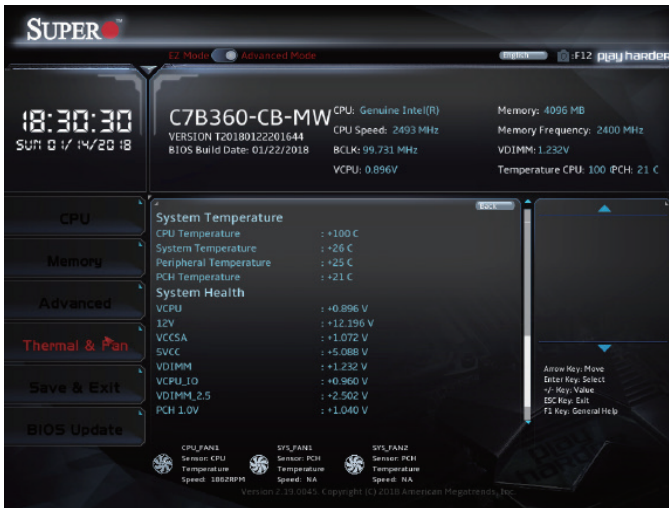 SUPER
EZ Mode Advanced Mode
English :F12 play harder
18:30:30
SUN 01/14/2018
C7B360-CB-MW
VERSION T20180122201644
BIOS Build Date: 01/22/2018
CPU: Genuine Intel(R)
CPU Speed: 2493 MHz
BCLK: 99.731 MHz
VCPU: 0.896V
Memory: 4096 MB
Memory Frequency: 2400 MHz
VDIMM: 1.232V
Temperature CPU: 100 (PCH: 21 C
CPU
Memory
Advanced
Thermal & Fan
Save & Exit
BIOS Update
Back
System Temperature
CPU Temperature : +100 C
System Temperature : +26 C
Peripheral Temperature : +25 C
PCH Temperature : +21 C
System Health
VCPU : +0.896 V
12V : +12.196 V
VCCSA : +1.072 V
5VCC : +5.088 V
VDIMM : +1.232 V
VCPU_IO : +0.960 V
VDIMM_2.5 : +2.502 V
PCH 1.0V : +1.040 V
Arrow Key: Move
Enter Key: Select
+/- Key: Value
ESC Key: Exit
F1 Key: General Help
CPU_FAN1
Sensor: CPU
Temperature
Speed: 1862RPM
SYS_FAN1
Sensor: PCH
Temperature
Speed: NA
SYS_FAN2
Sensor: PCH
Temperature
Speed: NA
Version 2.19.0045. Copyright (C) 2018 American Megatrends, Inc.